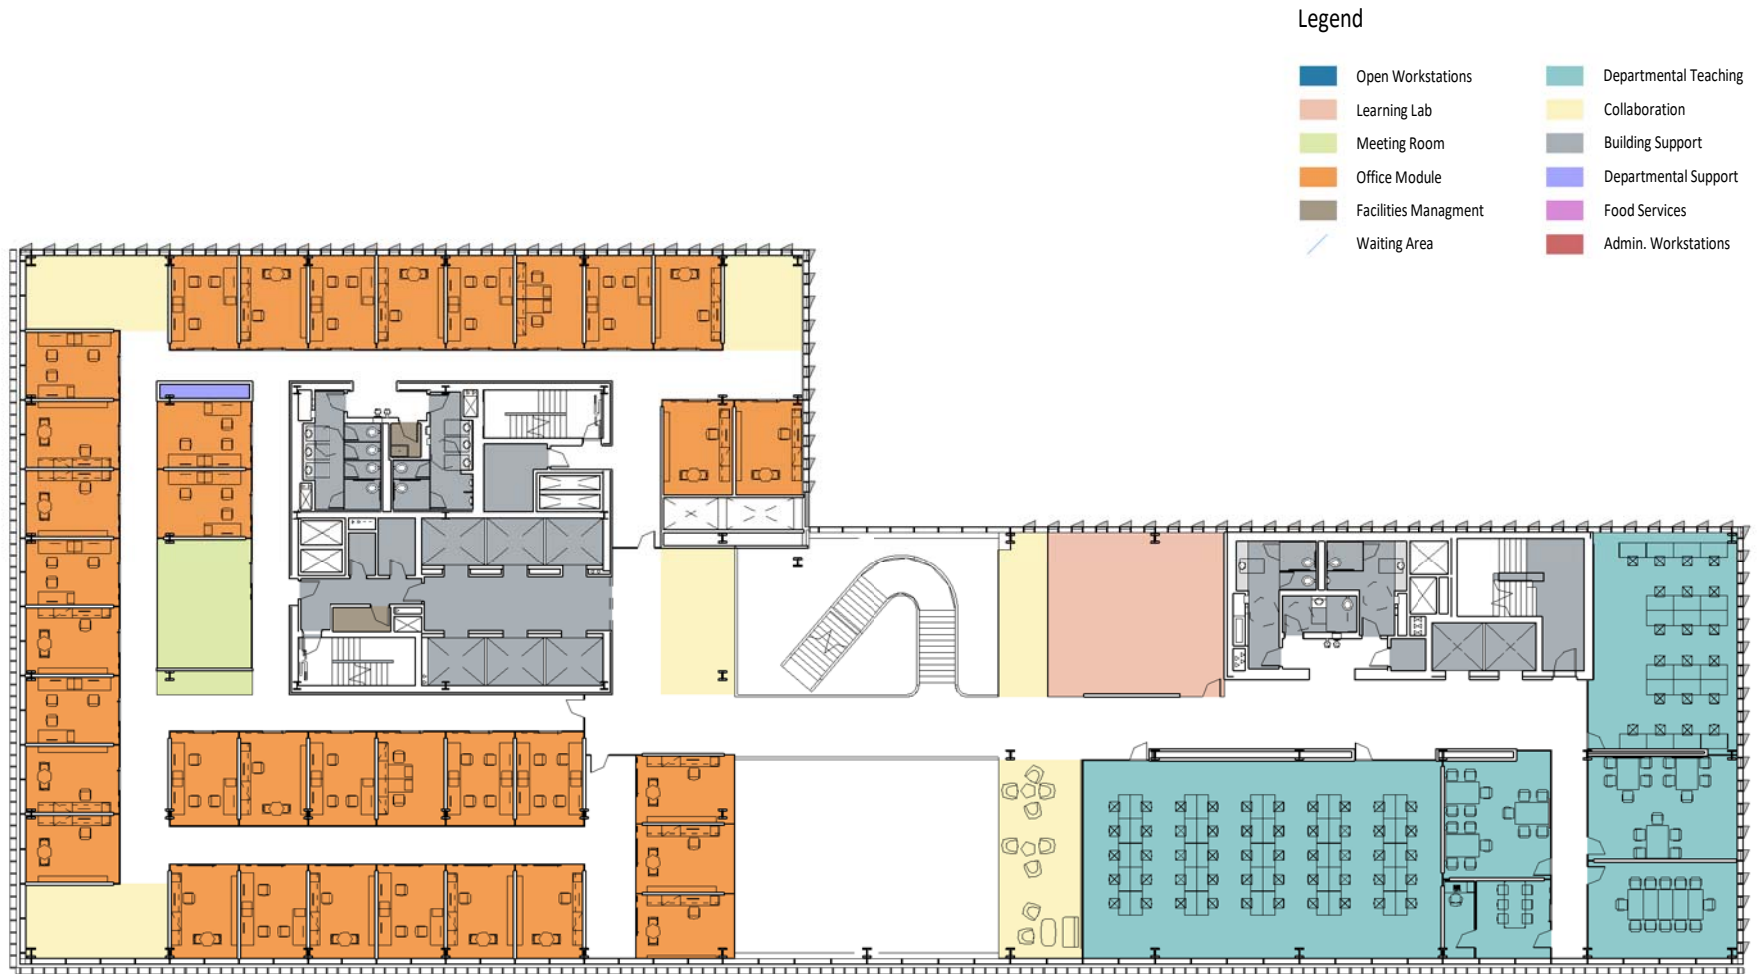 Legend
Open Workstations
Departmental Teaching
Learning Lab
Collaboration
Meeting Room
Building Support
Office Module
Departmental Support
Facilities Managment
Food Services
Waiting Area
Admin. Workstations